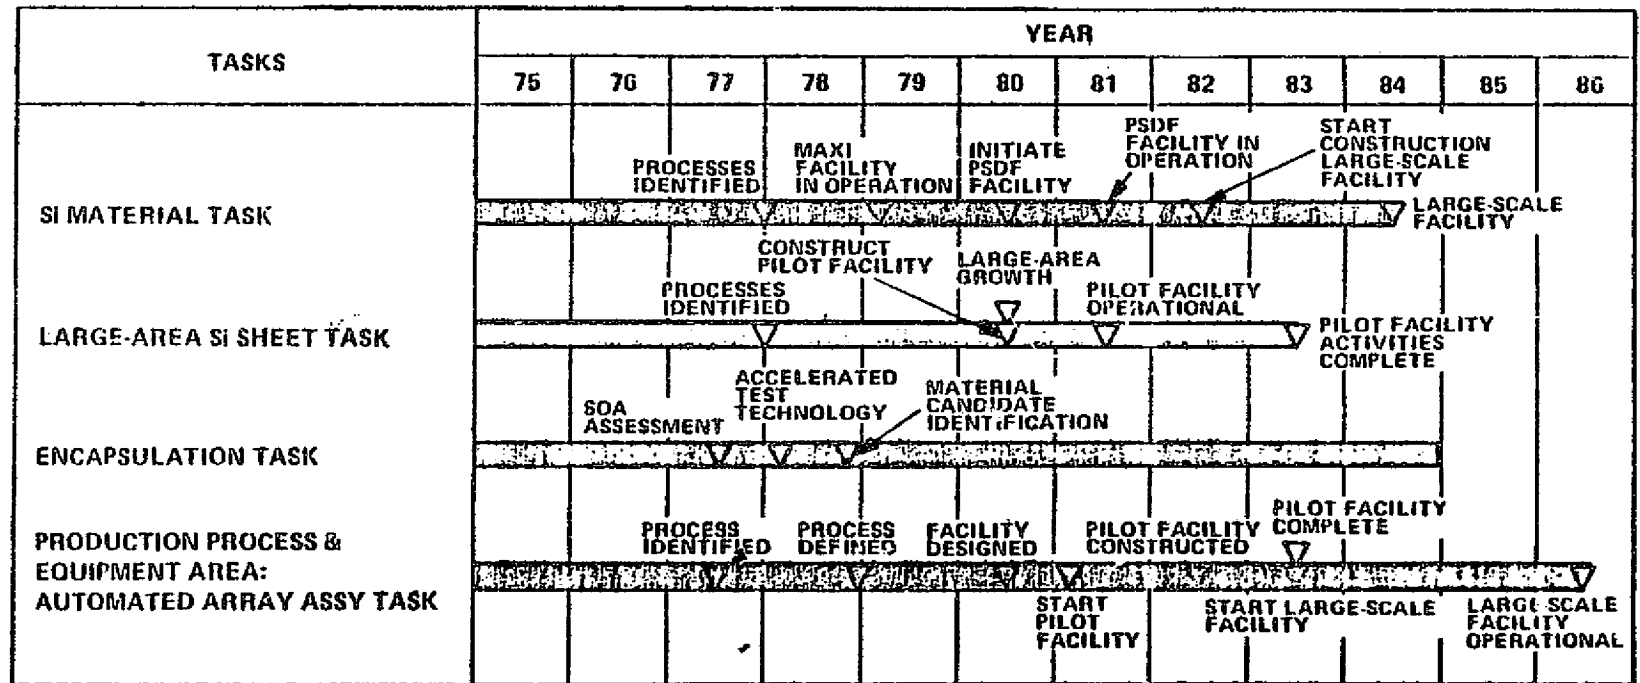 TASKS
YEAR
75 76 77 78 79 80 81 82 83 84 85 86
PROCESSES
IDENTIFIED
MAXI
FACILITY
IN OPERATION
INITIATE
PSDF
FACILITY
PSDF
FACILITY IN
OPERATION
START
CONSTRUCTION
LARGE-SCALE
FACILITY
SI MATERIAL TASK
LARGE-SCALE
FACILITY
CONSTRUCT
PILOT FACILITY
LARGE-AREA
GROWTH
PROCESSES
IDENTIFIED
PILOT FACILITY
OPERATIONAL
LARGE-AREA Si SHEET TASK
PILOT FACILITY
ACTIVITIES
COMPLETE
SOA
ASSESSMENT
ACCELERATED
TEST
TECHNOLOGY
MATERIAL
CANDIDATE
IDENTIFICATION
ENCAPSULATION TASK
PROCESS
IDENTIFIED
PROCESS
DEFINED
FACILITY
DESIGNED
PILOT FACILITY
CONSTRUCTED
PILOT FACILITY
COMPLETE
PRODUCTION PROCESS &
EQUIPMENT AREA:
AUTOMATED ARRAY ASSY TASK
START
PILOT
FACILITY
START LARGE-SCALE
FACILITY
LARGE SCALE
FACILITY
OPERATIONAL